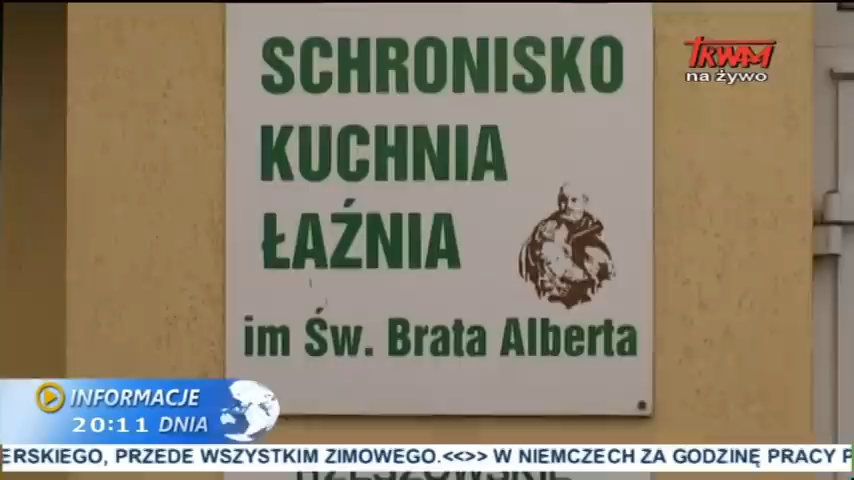 SCHRONISKO
KUCHNIA
ŁAŹNIA
im Św. Brata Alberta
TRWAM
na żywo
INFORMACJE
20:11 DNIA
ERSKIEGO, PRZEDE WSZYSTKIM ZIMOWEGO.<<>> W NIEMCZECH ZA GODZINĘ PRACY P